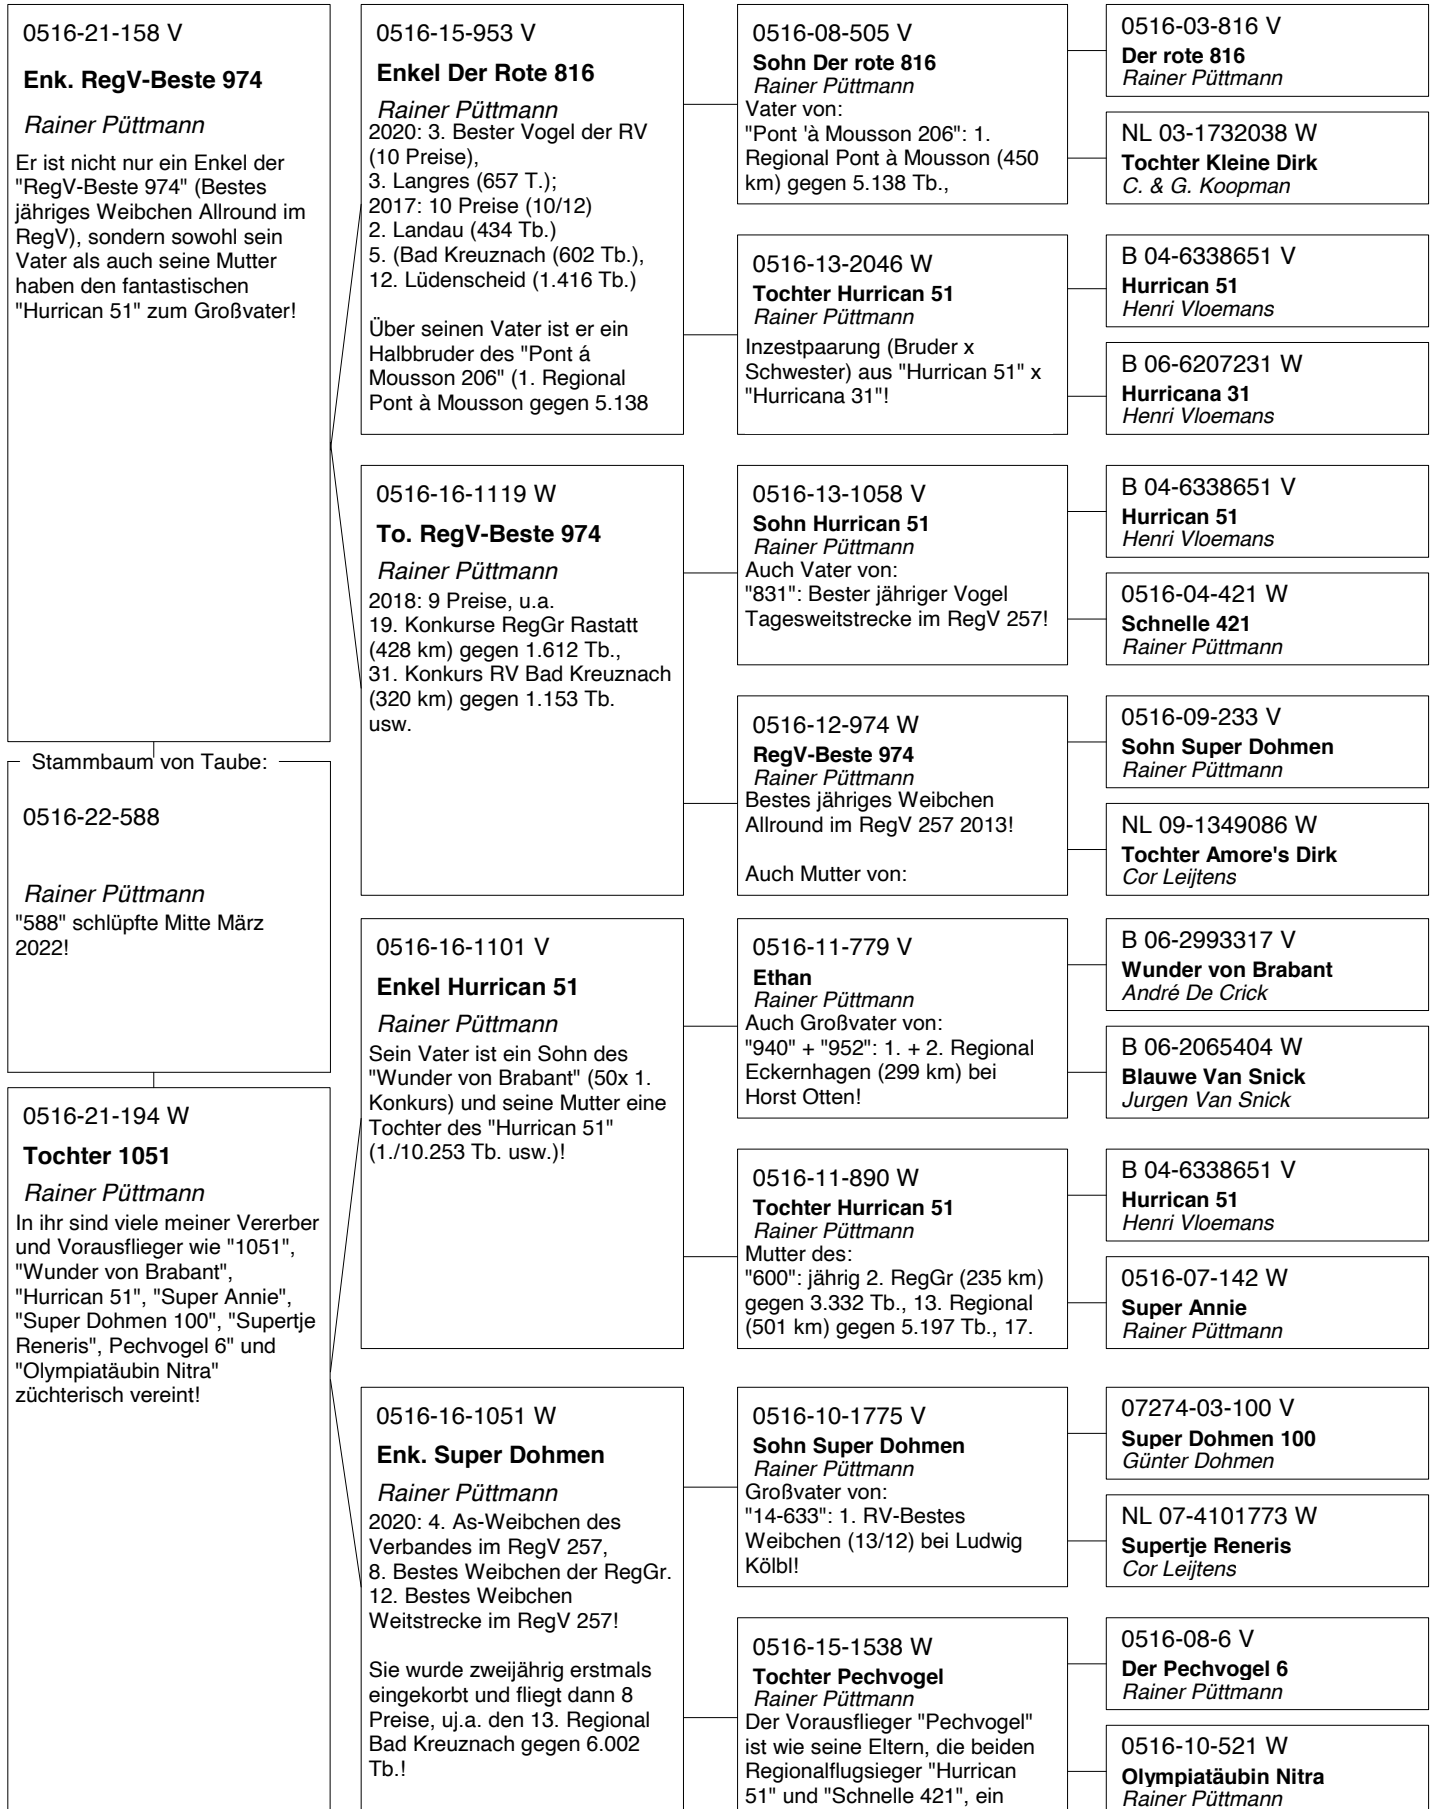 0516-21-158 V
Enk. RegV-Beste 974
Rainer Püttmann
Er ist nicht nur ein Enkel der
"RegV-Beste 974" (Bestes
jähriges Weibchen Allround im
RegV), sondern sowohl sein
Vater als auch seine Mutter
haben den fantastischen
"Hurrican 51" zum Großvater!
Stammbaum von Taube:
0516-22-588
Rainer Püttmann
"588" schlüpfte Mitte März
2022!
0516-21-194 W
Tochter 1051
Rainer Püttmann
In ihr sind viele meiner Vererber
und Vorausflieger wie "1051",
"Wunder von Brabant",
"Hurrican 51", "Super Annie",
"Super Dohmen 100", "Supertje
Reneris", Pechvogel 6" und
"Olympiatäubin Nitra"
züchterisch vereint!
0516-15-953 V
Enkel Der Rote 816
Rainer Püttmann
2020: 3. Bester Vogel der RV
(10 Preise),
3. Langres (657 T.);
2017: 10 Preise (10/12)
2. Landau (434 Tb.)
5. (Bad Kreuznach (602 Tb.),
12. Lüdenscheid (1.416 Tb.)
Über seinen Vater ist er ein
Halbbruder des "Pont á
Mousson 206" (1. Regional
Pont à Mousson gegen 5.138
0516-16-1119 W
To. RegV-Beste 974
Rainer Püttmann
2018: 9 Preise, u.a.
19. Konkurse RegGr Rastatt
(428 km) gegen 1.612 Tb.,
31. Konkurs RV Bad Kreuznach
(320 km) gegen 1.153 Tb.
usw.
0516-16-1101 V
Enkel Hurrican 51
Rainer Püttmann
Sein Vater ist ein Sohn des
"Wunder von Brabant" (50x 1.
Konkurs) und seine Mutter eine
Tochter des "Hurrican 51"
(1./10.253 Tb. usw.)!
0516-16-1051 W
Enk. Super Dohmen
Rainer Püttmann
2020: 4. As-Weibchen des
Verbandes im RegV 257,
8. Bestes Weibchen der RegGr.
12. Bestes Weibchen
Weitstrecke im RegV 257!
Sie wurde zweijährig erstmals
eingekorbt und fliegt dann 8
Preise, uj.a. den 13. Regional
Bad Kreuznach gegen 6.002
Tb.!
0516-08-505 V
Sohn Der rote 816
Rainer Püttmann
Vater von:
"Pont 'à Mousson 206": 1.
Regional Pont à Mousson (450
km) gegen 5.138 Tb.,
0516-13-2046 W
Tochter Hurrican 51
Rainer Püttmann
Inzestpaarung (Bruder x
Schwester) aus "Hurrican 51" x
"Hurricana 31"!
0516-13-1058 V
Sohn Hurrican 51
Rainer Püttmann
Auch Vater von:
"831": Bester jähriger Vogel
Tagesweitstrecke im RegV 257!
0516-12-974 W
RegV-Beste 974
Rainer Püttmann
Bestes jähriges Weibchen
Allround im RegV 257 2013!
Auch Mutter von:
0516-11-779 V
Ethan
Rainer Püttmann
Auch Großvater von:
"940" + "952": 1. + 2. Regional
Eckernhagen (299 km) bei
Horst Otten!
0516-11-890 W
Tochter Hurrican 51
Rainer Püttmann
Mutter des:
"600": jährig 2. RegGr (235 km)
gegen 3.332 Tb., 13. Regional
(501 km) gegen 5.197 Tb., 17.
0516-10-1775 V
Sohn Super Dohmen
Rainer Püttmann
Großvater von:
"14-633": 1. RV-Bestes
Weibchen (13/12) bei Ludwig
Kölbl!
0516-15-1538 W
Tochter Pechvogel
Rainer Püttmann
Der Vorausflieger "Pechvogel"
ist wie seine Eltern, die beiden
Regionalflugsieger "Hurrican
51" und "Schnelle 421", ein
0516-03-816 V
Der rote 816
Rainer Püttmann
NL 03-1732038 W
Tochter Kleine Dirk
C. & G. Koopman
B 04-6338651 V
Hurrican 51
Henri Vloemans
B 06-6207231 W
Hurricana 31
Henri Vloemans
B 04-6338651 V
Hurrican 51
Henri Vloemans
0516-04-421 W
Schnelle 421
Rainer Püttmann
0516-09-233 V
Sohn Super Dohmen
Rainer Püttmann
NL 09-1349086 W
Tochter Amore's Dirk
Cor Leijtens
B 06-2993317 V
Wunder von Brabant
André De Crick
B 06-2065404 W
Blauwe Van Snick
Jurgen Van Snick
B 04-6338651 V
Hurrican 51
Henri Vloemans
0516-07-142 W
Super Annie
Rainer Püttmann
07274-03-100 V
Super Dohmen 100
Günter Dohmen
NL 07-4101773 W
Supertje Reneris
Cor Leijtens
0516-08-6 V
Der Pechvogel 6
Rainer Püttmann
0516-10-521 W
Olympiatäubin Nitra
Rainer Püttmann